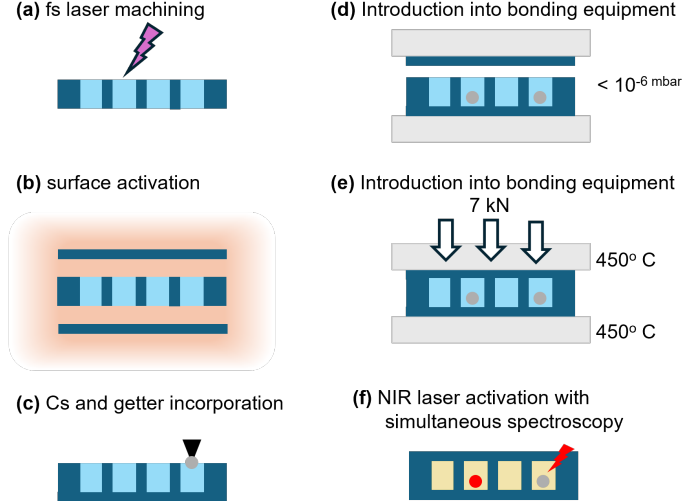 (a) fs laser machining
(b) surface activation
(c) Cs and getter incorporation
(d) Introduction into bonding equipment
< 10-6 mbar
(e) Introduction into bonding equipment
7 kN
450o C
450o C
(f) NIR laser activation with
simultaneous spectroscopy